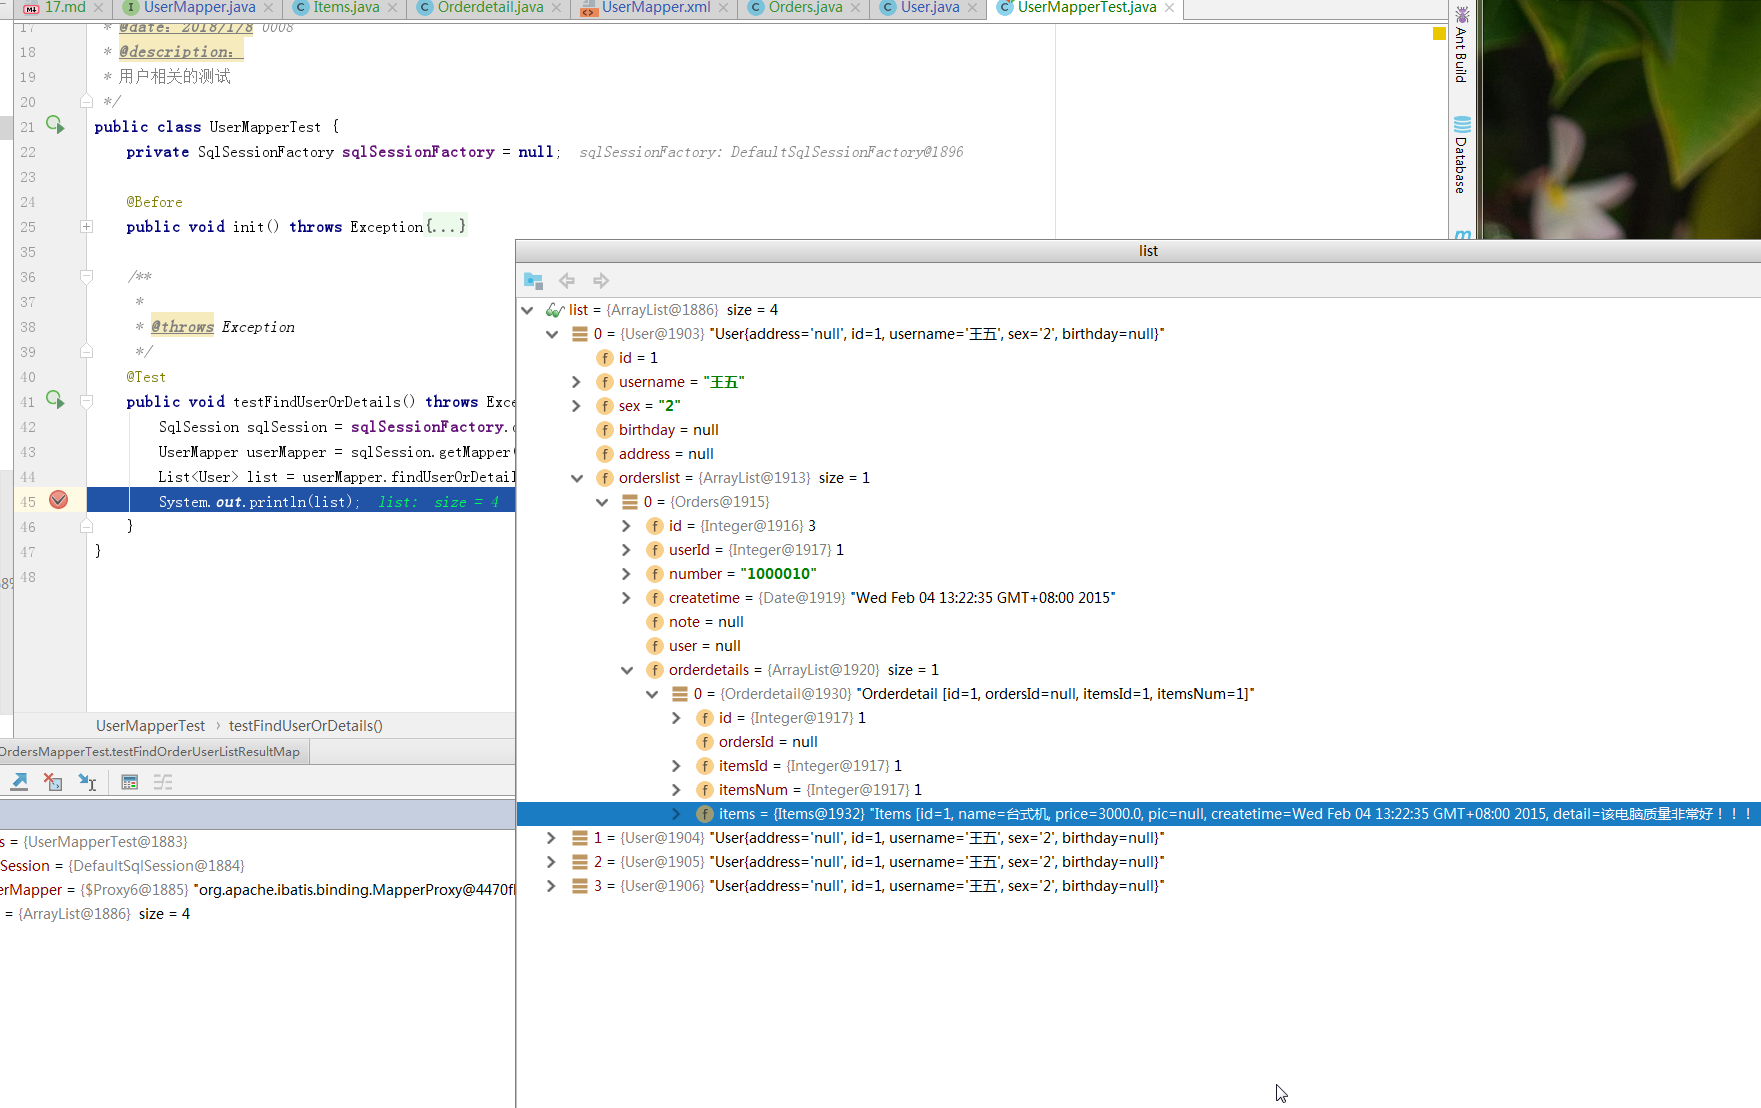 17.md
UserMapper.java
Items.java
Orderdetail.java
UserMapper.xml
Orders.java
User.java
UserMapperTest.java
17 * @date: 2018/1/8 0008
18 * @description:
19 * 用户相关的测试
20 */
21 public class UserMapperTest {
22 private SqlSessionFactory sqlSessionFactory = null; sqlSessionFactory: DefaultSqlSessionFactory@1896
23
24 @Before
25 public void init() throws Exception{...}
35
36 /**
37 *
38 * @throws Exception
39 */
40 @Test
41 public void testFindUserOrDetails() throws Exce
42 SqlSession sqlSession = sqlSessionFactory.
43 UserMapper userMapper = sqlSession.getMapper(
44 List<User> list = userMapper.findUserOrDetail
45 System.out.println(list); list: size = 4
46 }
47 }
48
UserMapperTest › testFindUserOrDetails()
OrdersMapperTest.testFindOrderUserListResultMap
s = {UserMapperTest@1883}
Session = {DefaultSqlSession@1884}
erMapper = {$Proxy6@1885} "org.apache.ibatis.binding.MapperProxy@4470f
= {ArrayList@1886} size = 4
Ant Build
Database
m
list
list = {ArrayList@1886} size = 4
0 = {User@1903} "User{address='null', id=1, username='王五', sex='2', birthday=null}"
id = 1
username = "王五"
sex = "2"
birthday = null
address = null
orderslist = {ArrayList@1913} size = 1
0 = {Orders@1915}
id = {Integer@1916} 3
userId = {Integer@1917} 1
number = "1000010"
createtime = {Date@1919} "Wed Feb 04 13:22:35 GMT+08:00 2015"
note = null
user = null
orderdetails = {ArrayList@1920} size = 1
0 = {Orderdetail@1930} "Orderdetail [id=1, ordersId=null, itemsId=1, itemsNum=1]"
id = {Integer@1917} 1
ordersId = null
itemsId = {Integer@1917} 1
itemsNum = {Integer@1917} 1
items = {Items@1932} "Items [id=1, name=台式机, price=3000.0, pic=null, createtime=Wed Feb 04 13:22:35 GMT+08:00 2015, detail=该电脑质量非常好！！！
1 = {User@1904} "User{address='null', id=1, username='王五', sex='2', birthday=null}"
2 = {User@1905} "User{address='null', id=1, username='王五', sex='2', birthday=null}"
3 = {User@1906} "User{address='null', id=1, username='王五', sex='2', birthday=null}"